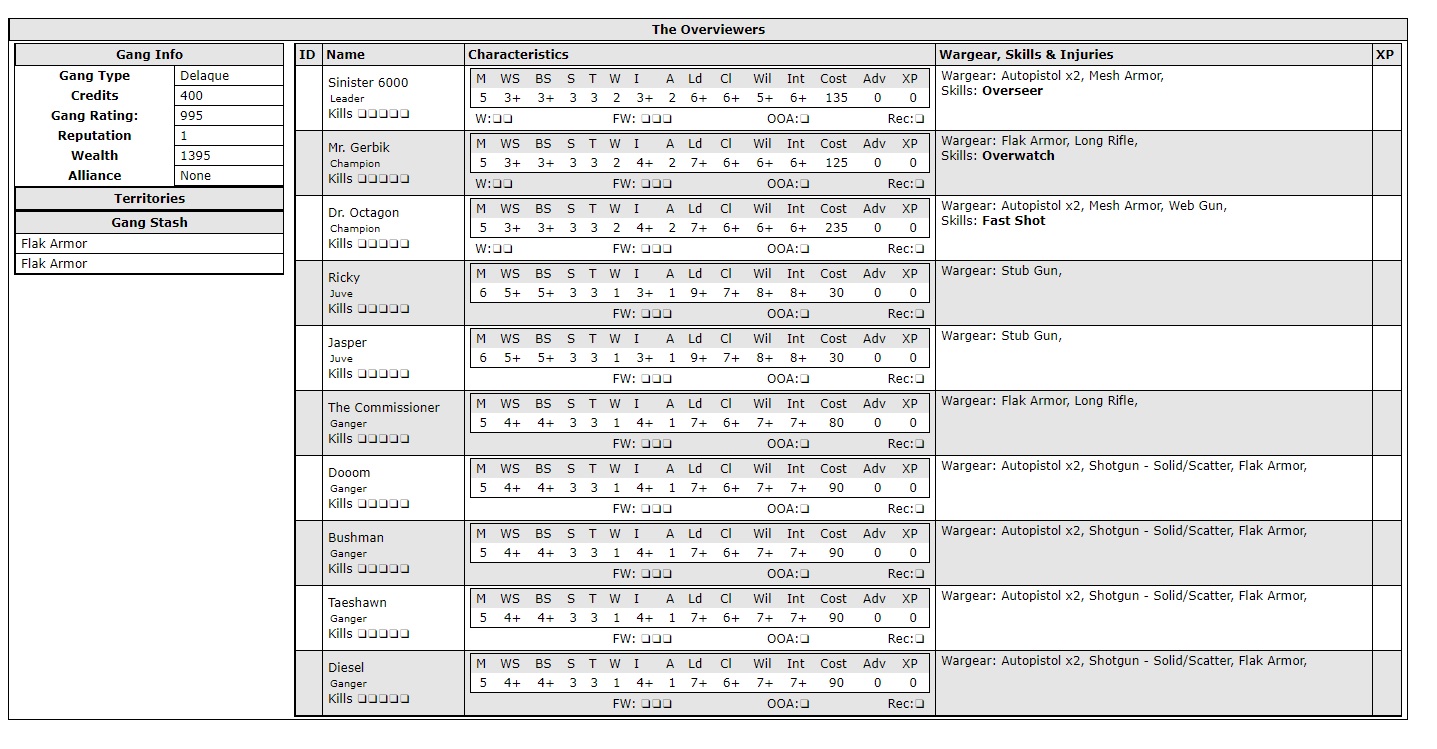 The Overviewers
Gang Info
Gang Type Delaque
Credits 400
Gang Rating: 995
Reputation 1
Wealth 1395
Alliance None
Territories
Gang Stash
Flak Armor
Flak Armor
ID Name Characteristics Wargear, Skills & Injuries XP
Sinister 6000
Leader
Kills ❏❏❏❏❏
M WS BS S T W I A Ld Cl Wil Int Cost Adv XP
5 3+ 3+ 3 3 2 3+ 2 6+ 6+ 5+ 6+ 135 0 0
W:❏❏ FW: ❏❏❏ OOA:❏ Rec:❏
Wargear: Autopistol x2, Mesh Armor,
Skills: Overseer
Mr. Gerbik
Champion
Kills ❏❏❏❏❏
M WS BS S T W I A Ld Cl Wil Int Cost Adv XP
5 3+ 3+ 3 3 2 4+ 2 7+ 6+ 6+ 6+ 125 0 0
W:❏❏ FW: ❏❏❏ OOA:❏ Rec:❏
Wargear: Flak Armor, Long Rifle,
Skills: Overwatch
Dr. Octagon
Champion
Kills ❏❏❏❏❏
M WS BS S T W I A Ld Cl Wil Int Cost Adv XP
5 3+ 3+ 3 3 2 4+ 2 7+ 6+ 6+ 6+ 235 0 0
W:❏❏ FW: ❏❏❏ OOA:❏ Rec:❏
Wargear: Autopistol x2, Mesh Armor, Web Gun,
Skills: Fast Shot
Ricky
Juve
Kills ❏❏❏❏❏
M WS BS S T W I A Ld Cl Wil Int Cost Adv XP
6 5+ 5+ 3 3 1 3+ 1 9+ 7+ 8+ 8+ 30 0 0
FW: ❏❏❏ OOA:❏ Rec:❏
Wargear: Stub Gun,
Jasper
Juve
Kills ❏❏❏❏❏
M WS BS S T W I A Ld Cl Wil Int Cost Adv XP
6 5+ 5+ 3 3 1 3+ 1 9+ 7+ 8+ 8+ 30 0 0
FW: ❏❏❏ OOA:❏ Rec:❏
Wargear: Stub Gun,
The Commissioner
Ganger
Kills ❏❏❏❏❏
M WS BS S T W I A Ld Cl Wil Int Cost Adv XP
5 4+ 4+ 3 3 1 4+ 1 7+ 6+ 7+ 7+ 80 0 0
FW: ❏❏❏ OOA:❏ Rec:❏
Wargear: Flak Armor, Long Rifle,
Dooom
Ganger
Kills ❏❏❏❏❏
M WS BS S T W I A Ld Cl Wil Int Cost Adv XP
5 4+ 4+ 3 3 1 4+ 1 7+ 6+ 7+ 7+ 90 0 0
FW: ❏❏❏ OOA:❏ Rec:❏
Wargear: Autopistol x2, Shotgun - Solid/Scatter, Flak Armor,
Bushman
Ganger
Kills ❏❏❏❏❏
M WS BS S T W I A Ld Cl Wil Int Cost Adv XP
5 4+ 4+ 3 3 1 4+ 1 7+ 6+ 7+ 7+ 90 0 0
FW: ❏❏❏ OOA:❏ Rec:❏
Wargear: Autopistol x2, Shotgun - Solid/Scatter, Flak Armor,
Taeshawn
Ganger
Kills ❏❏❏❏❏
M WS BS S T W I A Ld Cl Wil Int Cost Adv XP
5 4+ 4+ 3 3 1 4+ 1 7+ 6+ 7+ 7+ 90 0 0
FW: ❏❏❏ OOA:❏ Rec:❏
Wargear: Autopistol x2, Shotgun - Solid/Scatter, Flak Armor,
Diesel
Ganger
Kills ❏❏❏❏❏
M WS BS S T W I A Ld Cl Wil Int Cost Adv XP
5 4+ 4+ 3 3 1 4+ 1 7+ 6+ 7+ 7+ 90 0 0
FW: ❏❏❏ OOA:❏ Rec:❏
Wargear: Autopistol x2, Shotgun - Solid/Scatter, Flak Armor,